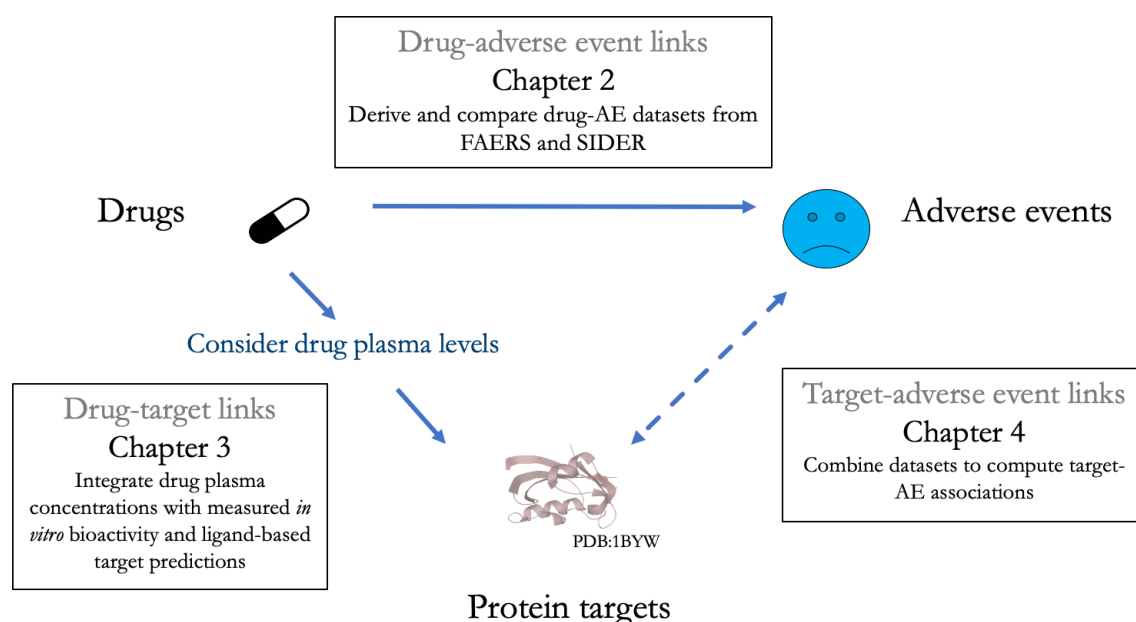 Drug-adverse event links
Chapter 2
Derive and compare drug-AE datasets from
FAERS and SIDER
Drugs
Adverse events
Consider drug plasma levels
Drug-target links
Chapter 3
Integrate drug plasma
concentrations with measured in
vitro bioactivity and ligand-based
target predictions
Target-adverse event links
Chapter 4
Combine datasets to compute target-
AE associations
PDB:1BYW
Protein targets